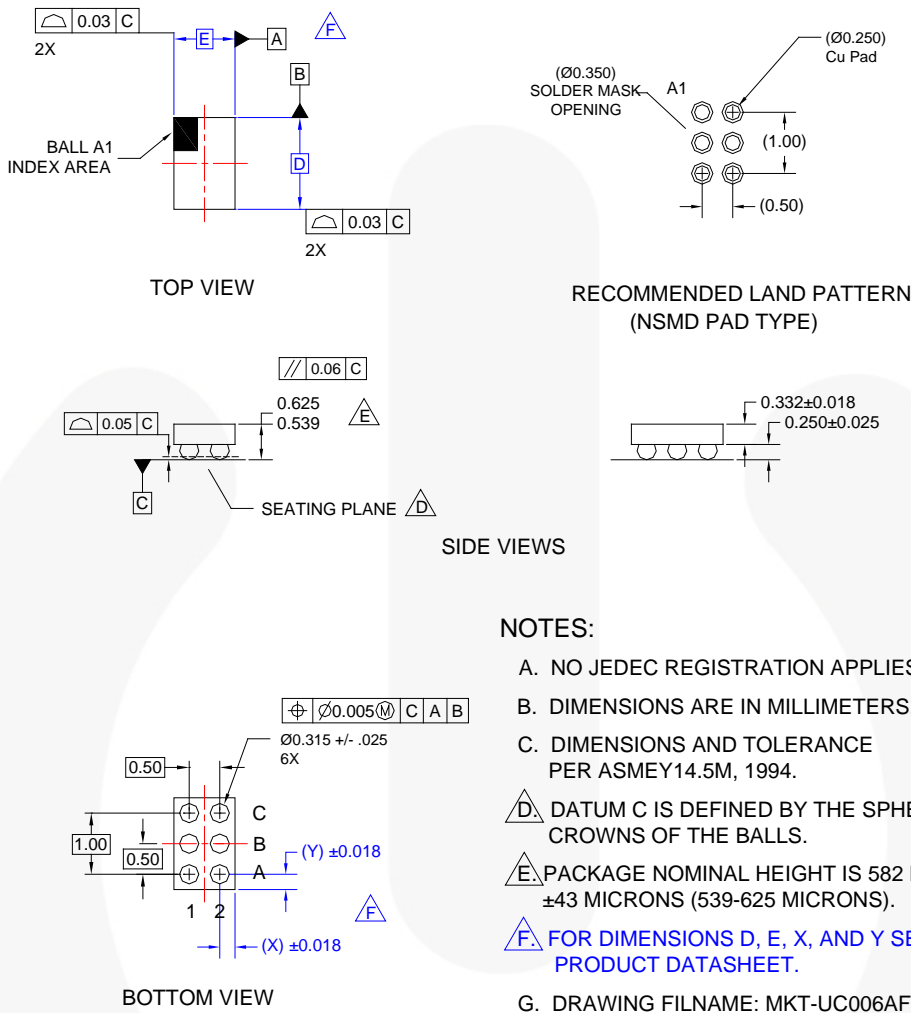 0.03 C
2X
E
A
F
B
BALL A1
INDEX AREA
D
0.03 C
2X
TOP VIEW
(Ø0.250)
Cu Pad
(Ø0.350)
SOLDER MASK
OPENING
A1
(1.00)
(0.50)
RECOMMENDED LAND PATTERN
(NSMD PAD TYPE)
// 0.06 C
0.05 C
0.625
0.539
E
C
SEATING PLANE D
0.332±0.018
0.250±0.025
SIDE VIEWS
NOTES:
A. NO JEDEC REGISTRATION APPLIES
B. DIMENSIONS ARE IN MILLIMETERS
C. DIMENSIONS AND TOLERANCE
PER ASMEY14.5M, 1994.
D. DATUM C IS DEFINED BY THE SPHE
CROWNS OF THE BALLS.
E. PACKAGE NOMINAL HEIGHT IS 582
±43 MICRONS (539-625 MICRONS).
F. FOR DIMENSIONS D, E, X, AND Y SE
PRODUCT DATASHEET.
G. DRAWING FILNAME: MKT-UC006AF
⌖ Ø0.005Ⓜ C A B
Ø0.315 +/- .025
6X
0.50
1.00
0.50
C
B
A
1 2
(Y) ±0.018
F
(X) ±0.018
BOTTOM VIEW